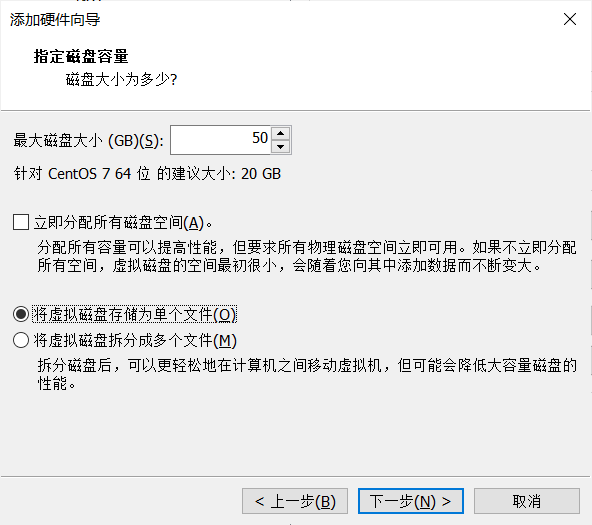 添加硬件向导
指定磁盘容量
磁盘大小为多少?
最大磁盘大小 (GB)(S): 50
针对 CentOS 7 64 位 的建议大小: 20 GB
立即分配所有磁盘空间(A)。
分配所有容量可以提高性能，但要求所有物理磁盘空间立即可用。如果不立即分配
所有空间，虚拟磁盘的空间最初很小，会随着您向其中添加数据而不断变大。
将虚拟磁盘存储为单个文件(O)
将虚拟磁盘拆分成多个文件(M)
拆分磁盘后，可以更轻松地在计算机之间移动虚拟机，但可能会降低大容量磁盘的
性能。
< 上一步(B) 下一步(N) > 取消